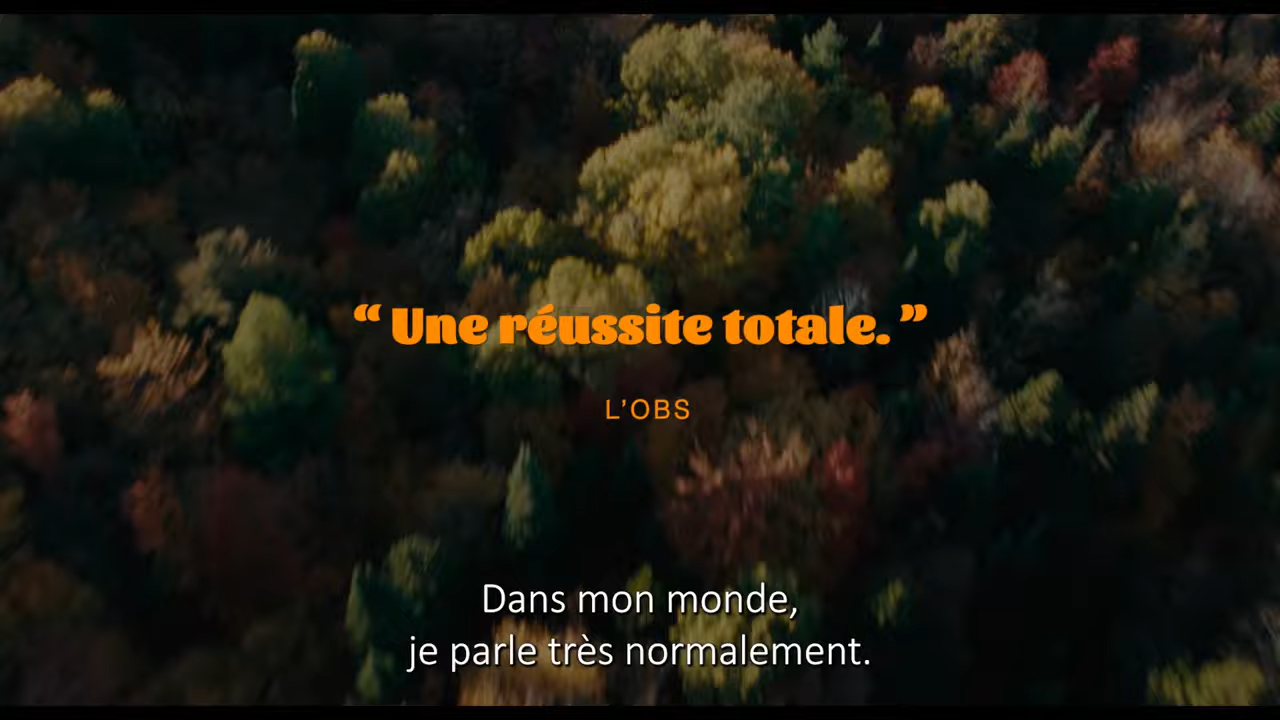 “ Une réussite totale. ”
L’OBS
Dans mon monde,
je parle très normalement.